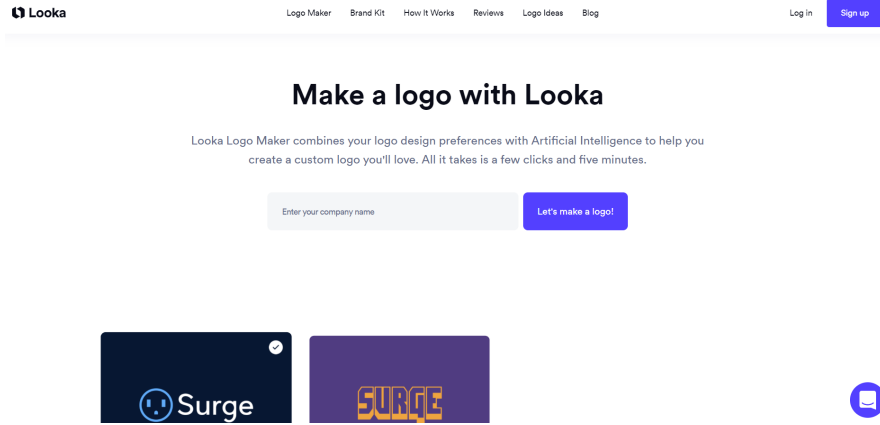 Looka
Logo Maker
Brand Kit
How It Works
Reviews
Logo Ideas
Blog
Log in
Sign up
Make a logo with Looka
Looka Logo Maker combines your logo design preferences with Artificial Intelligence to help you
create a custom logo you'll love. All it takes is a few clicks and five minutes.
Enter your company name
Let's make a logo!
Surge
SURGE